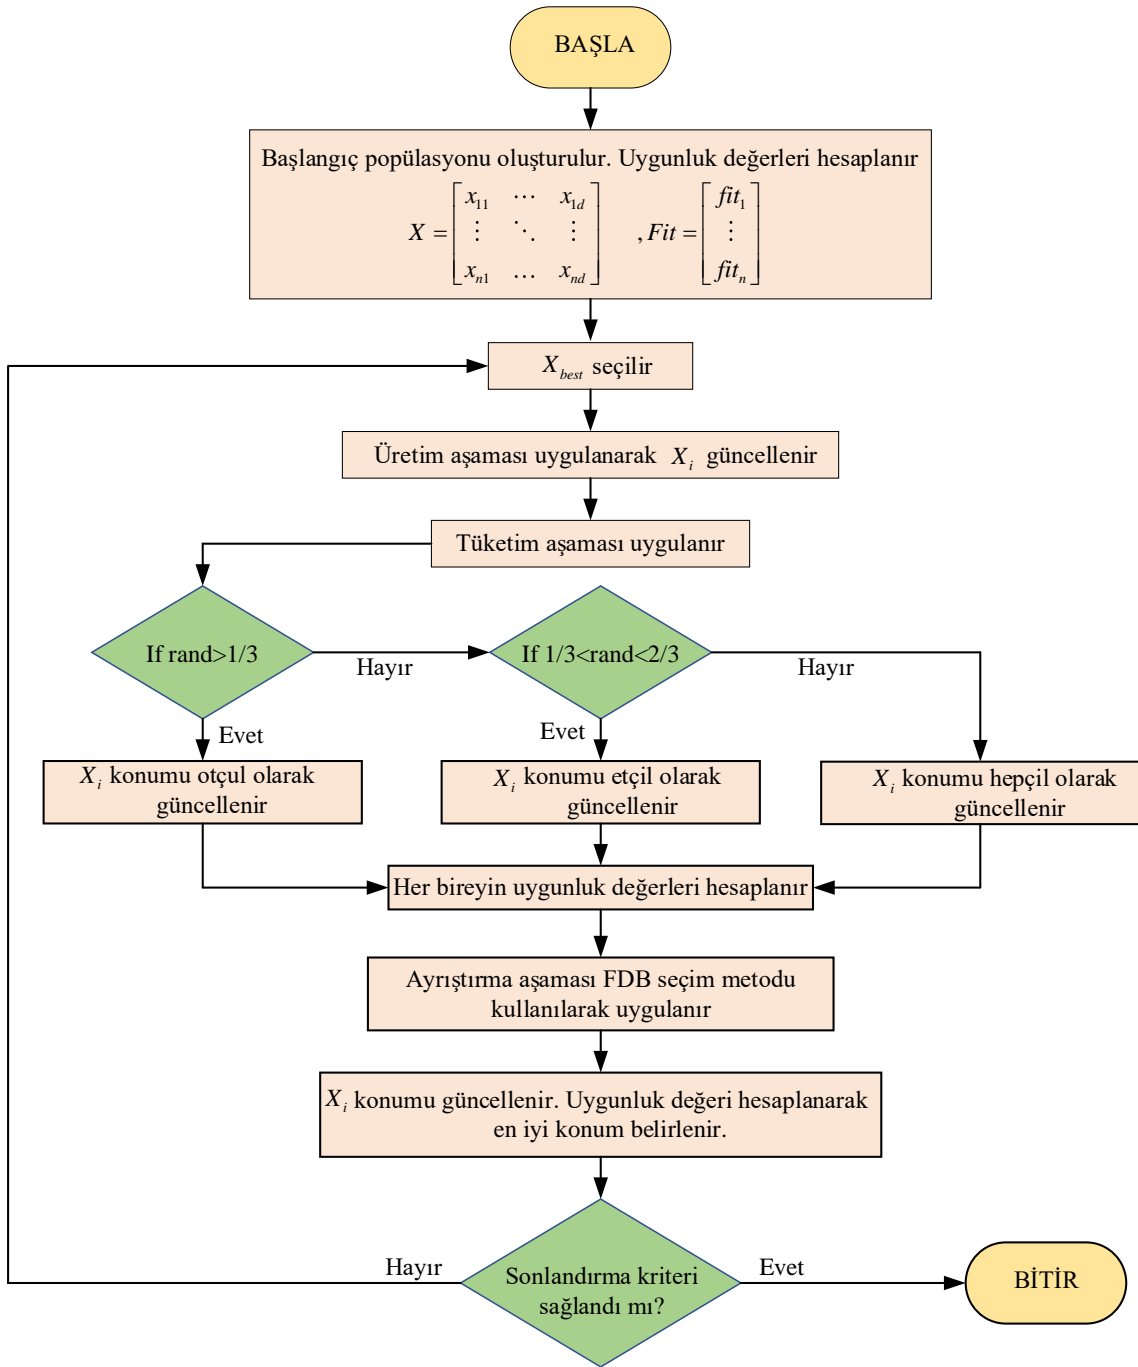 BAŞLA
Başlangıç popülasyonu oluşturulur. Uygunluk değerleri hesaplanır
X = [x11 ⋯ x1d ⋮ ⋱ ⋮ xn1 … xnd] , Fit = [fit1 ⋮ fitn]
Xbest seçilir
Üretim aşaması uygulanarak Xi güncellenir
Tüketim aşaması uygulanır
If rand>1/3
Hayır
If 1/3<rand<2/3
Hayır
Evet
Evet
Xi konumu otçul olarak
güncellenir
Xi konumu etçil olarak
güncellenir
Xi konumu hepçil olarak
güncellenir
Her bireyin uygunluk değerleri hesaplanır
Ayrıştırma aşaması FDB seçim metodu
kullanılarak uygulanır
Xi konumu güncellenir. Uygunluk değeri hesaplanarak
en iyi konum belirlenir.
Hayır
Sonlandırma kriteri
sağlandı mı?
Evet
BİTİR